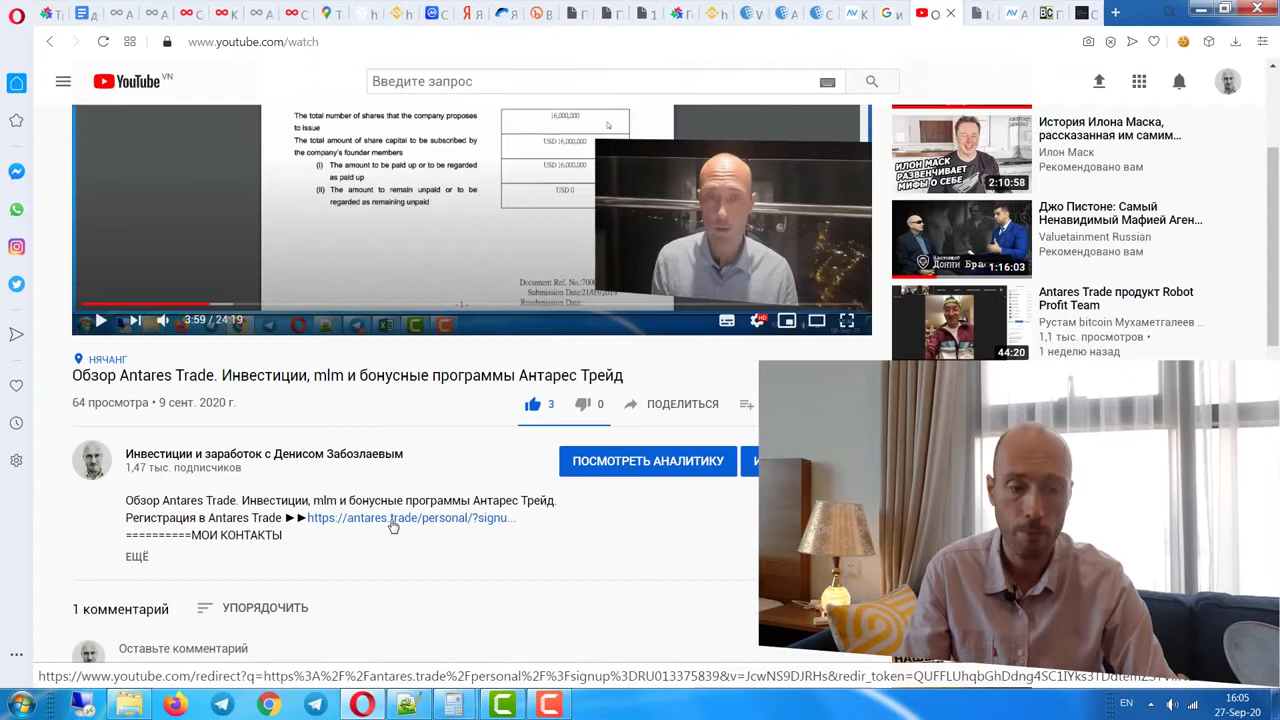 www.youtube.com/watch
YouTube VN
Введите запрос
The total number of shares that the company proposes
to issue
16,000,000
The total amount of share capital to be subscribed by
the company's founder members
USD 16,000,000
(i) The amount to be paid up or to be regarded
as paid up
USD 16,000,000
(ii) The amount to remain unpaid or to be
regarded as remaining unpaid
USD 0
Submission Date:21/03/2019
Resubmission Date:
- 1 -
3:59 / 24:19
HD
НЯЧАНГ
Обзор Antares Trade. Инвестиции, mlm и бонусные программы Антарес Трейд
64 просмотра • 9 сент. 2020 г.
3
0
ПОДЕЛИТЬСЯ
Инвестиции и заработок с Денисом Забозлаевым
1,47 тыс. подписчиков
ПОСМОТРЕТЬ АНАЛИТИКУ
Обзор Antares Trade. Инвестиции, mlm и бонусные программы Антарес Трейд.
Регистрация в Antares Trade ►►https://antares.trade/personal/?signu...
==========МОИ КОНТАКТЫ
ЕЩЁ
1 комментарий
УПОРЯДОЧИТЬ
Оставьте комментарий
ИЛОН МАСК
РАЗВЕНЧИВАЕТ
МИФЫ О СЕБЕ
2:10:58
История Илона Маска,
рассказанная им самим...
Илон Маск
Рекомендовано вам
1:16:03
Джо Пистоне: Самый
Ненавидимый Мафией Аген...
Valuetainment Russian
Рекомендовано вам
44:20
Antares Trade продукт Robot
Profit Team
Рустам bitcoin Мухаметгалеев ...
1,1 тыс. просмотров •
1 неделю назад
EN
16:05
27-Sep-20